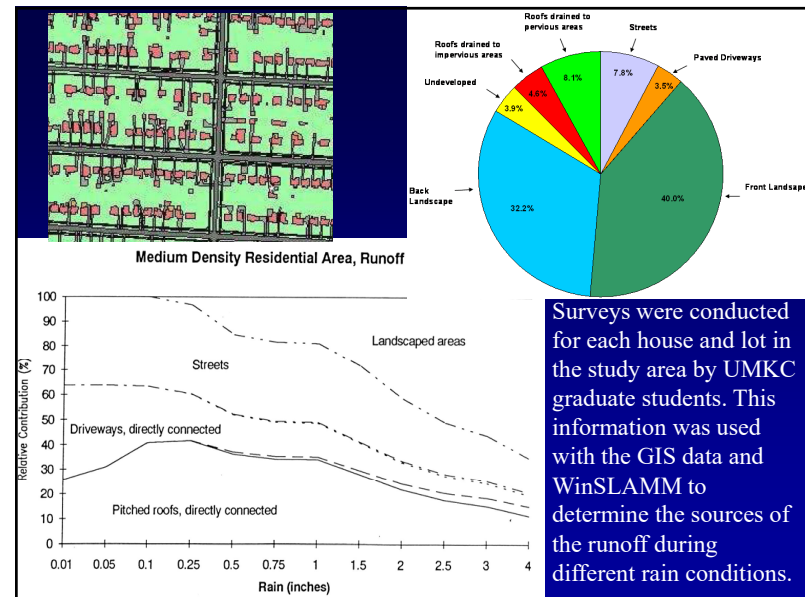 Roofs drained to
pervious areas
Streets
Roofs drained to
impervious areas
Paved Driveways
Undeveloped
8.1%
7.8%
4.6%
3.5%
3.9%
Back
Landscape
32.2%
40.0%
Front Landsape
Medium Density Residential Area, Runoff
Relative Contribution (%)
100
90
80
70
60
50
40
30
20
10
0
Landscaped areas
Streets
Driveways, directly connected
Pitched roofs, directly connected
0.01 0.05 0.1 0.25 0.5 0.75 1 1.5 2 2.5 3 4
Rain (inches)
Surveys were conducted
for each house and lot in
the study area by UMKC
graduate students. This
information was used
with the GIS data and
WinSLAMM to
determine the sources of
the runoff during
different rain conditions.